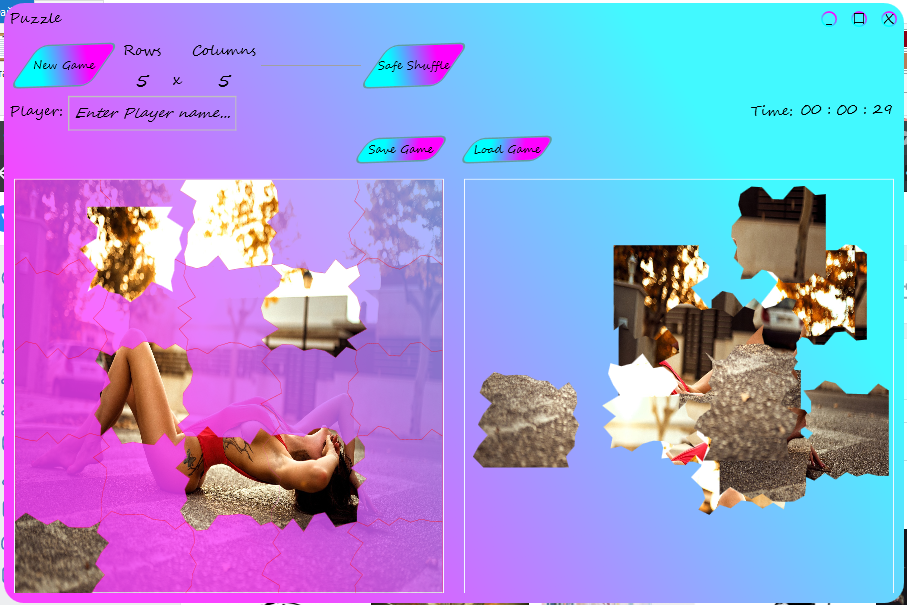 Puzzle
New Game
Rows Columns
5 x 5
Safe Shuffle
Player: Enter Player name...
Time: 00 : 00 : 29
Save Game
Load Game